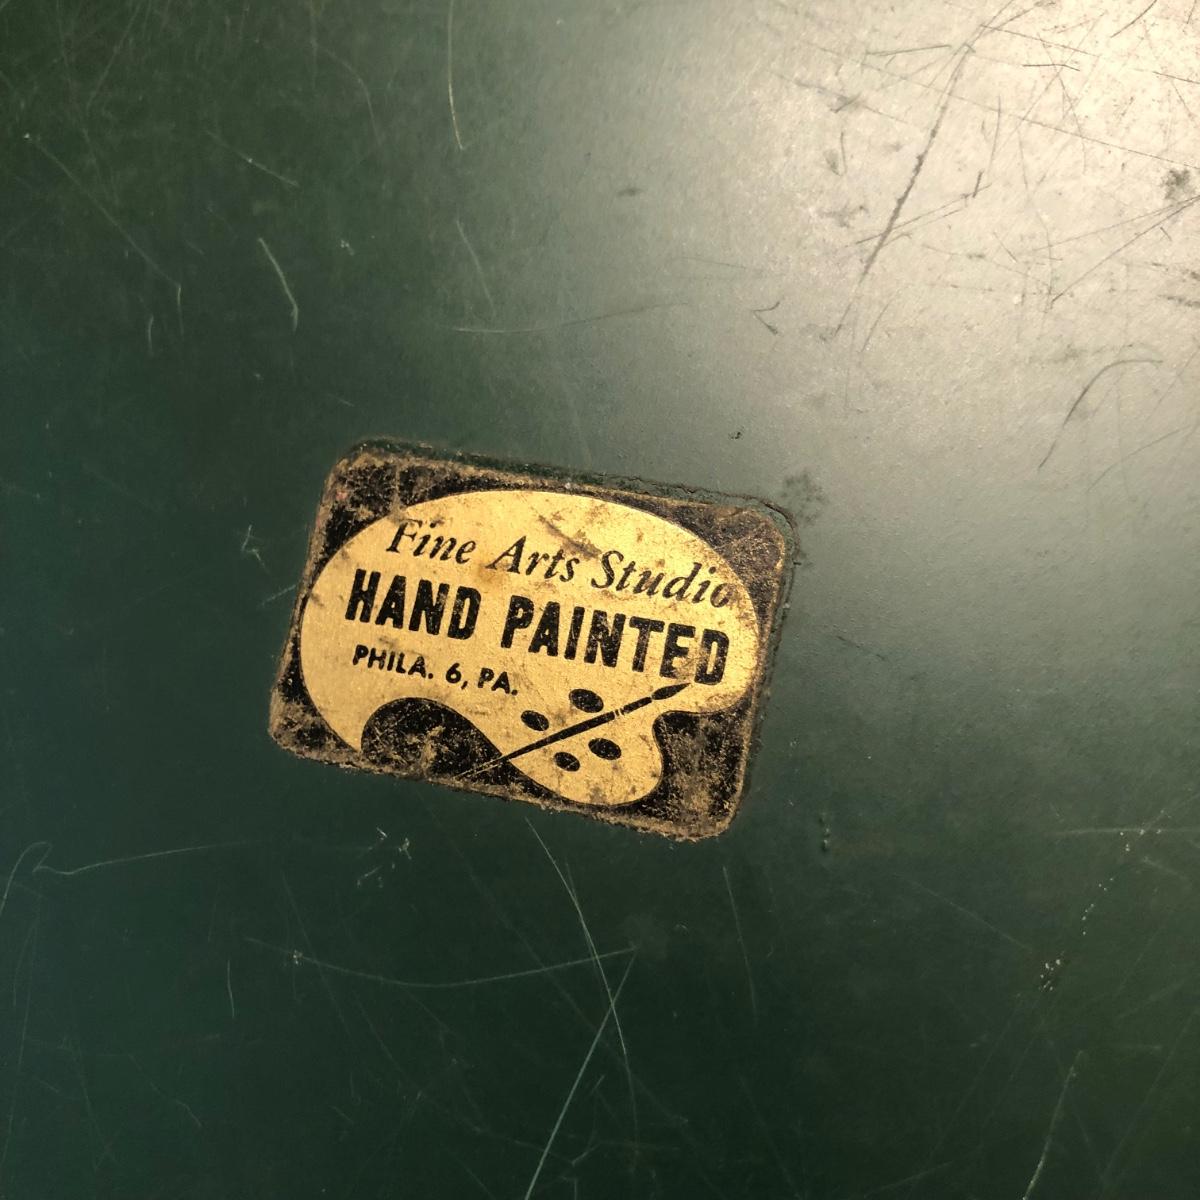 Fine Arts Studio
HAND PAINTED
PHILA. 6, PA.